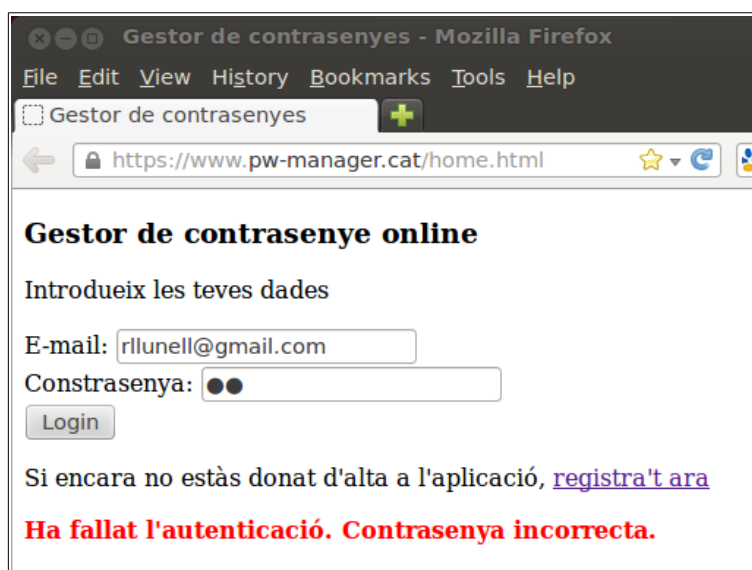 Gestor de contrasenyes - Mozilla Firefox
File Edit View History Bookmarks Tools Help
Gestor de contrasenyes
https://www.pw-manager.cat/home.html
Gestor de contrasenye online
Introdueix les teves dades
E-mail: rllunell@gmail.com
Constrasenya: ●●
Login
Si encara no estàs donat d'alta a l'aplicació, registra't ara
Ha fallat l'autenticació. Contrasenya incorrecta.